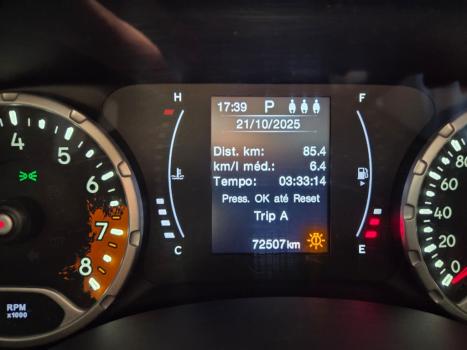 H
17:39 P
F
21/10/2025
Dist. km: 85.4
km/l méd.: 6.4
Tempo: 03:33:14
Press. OK até Reset
Trip A
72507km
C
E
4
5
6
7
8
RPM
x1000
80
60
40
20
0